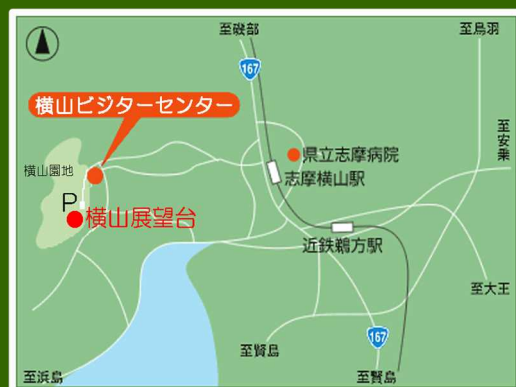 至磯部
至鳥羽
167
横山ビジターセンター
至安乗
県立志摩病院
横山園地
志摩横山駅
P
横山展望台
近鉄鵜方駅
至大王
167
至賢島
至浜島
至賢島